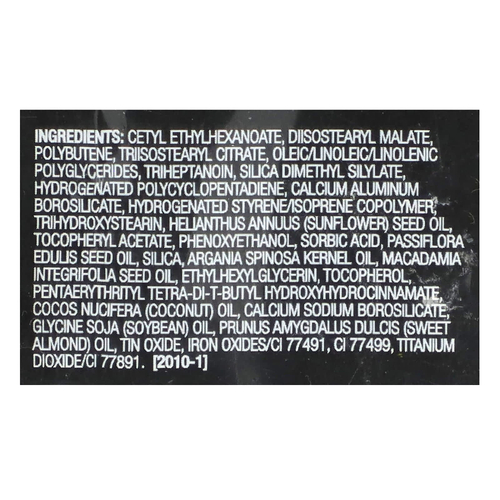 INGREDIENTS: CETYL ETHYLHEXANOATE, DIISOSTEARYL MALATE,
POLYBUTENE, TRIISOSTEARYL CITRATE, OLEIC/LINOLEIC/LINOLENIC
POLYGLYCERIDES, TRIHEPTANOIN, SILICA DIMETHYL SILYLATE,
HYDROGENATED POLYCYCLOPENTADIENE, CALCIUM ALUMINUM
BOROSILICATE, HYDROGENATED STYRENE/ISOPRENE COPOLYMER,
TRIHYDROXYSTEARIN, HELIANTHUS ANNUUS (SUNFLOWER) SEED OIL,
TOCOPHERYL ACETATE, PHENOXYETHANOL, SORBIC ACID, PASSIFLORA
EDULIS SEED OIL, SILICA, ARGANIA SPINOSA KERNEL OIL, MACADAMIA
INTEGRIFOLIA SEED OIL, ETHYLHEXYLGLYCERIN, TOCOPHEROL,
PENTAERYTHRITYL TETRA-DI-T-BUTYL HYDROXYHYDROCINNAMATE,
COCOS NUCIFERA (COCONUT) OIL, CALCIUM SODIUM BOROSILICATE,
GLYCINE SOJA (SOYBEAN) OIL, PRUNUS AMYGDALUS DULCIS (SWEET
ALMOND) OIL, TIN OXIDE, IRON OXIDES/CI 77491, CI 77499, TITANIUM
DIOXIDE/CI 77891. [2010-1]